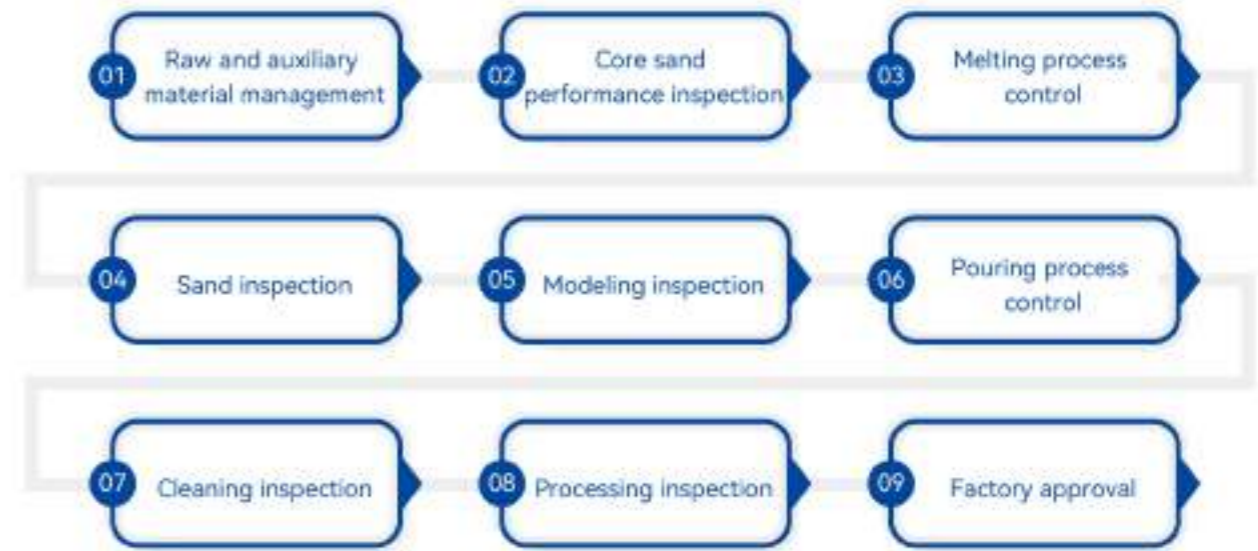 01
Raw and auxiliary
material management
02
Core sand
performance inspection
03
Melting process
control
04
Sand inspection
05
Modeling inspection
06
Pouring process
control
07
Cleaning inspection
08
Processing inspection
09
Factory approval